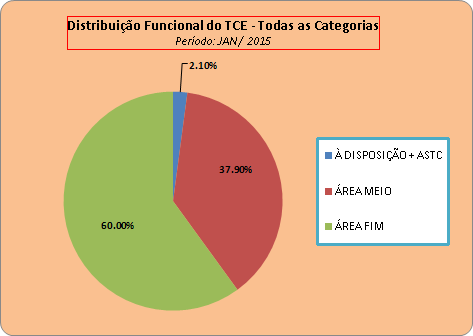 Distribuição Funcional do TCE - Todas as Categorias
Período: JAN/ 2015
2.10%
37.90%
60.00%
À DISPOSIÇÃO + ASTC
ÁREA MEIO
ÁREA FIM